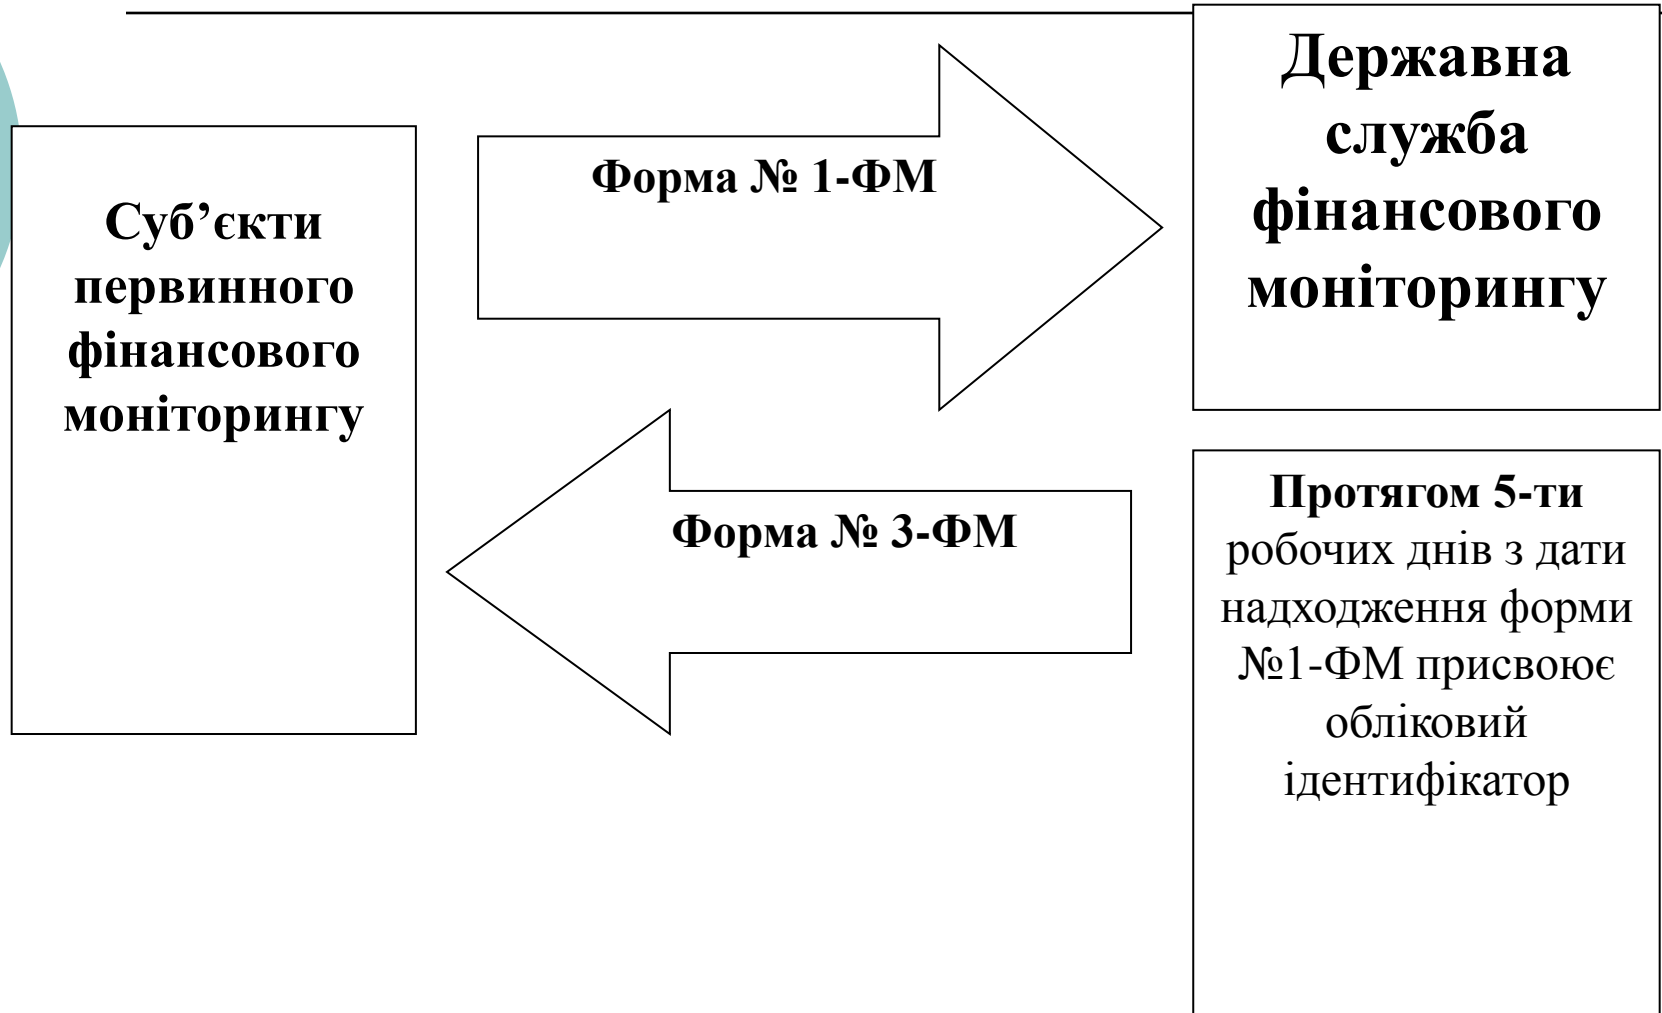 Суб’єкти
первинного
фінансового
моніторингу
Форма № 1-ФМ
Форма № 3-ФМ
Державна
служба
фінансового
моніторингу
Протягом 5-ти
робочих днів з дати
надходження форми
№1-ФМ присвоює
обліковий
ідентифікатор